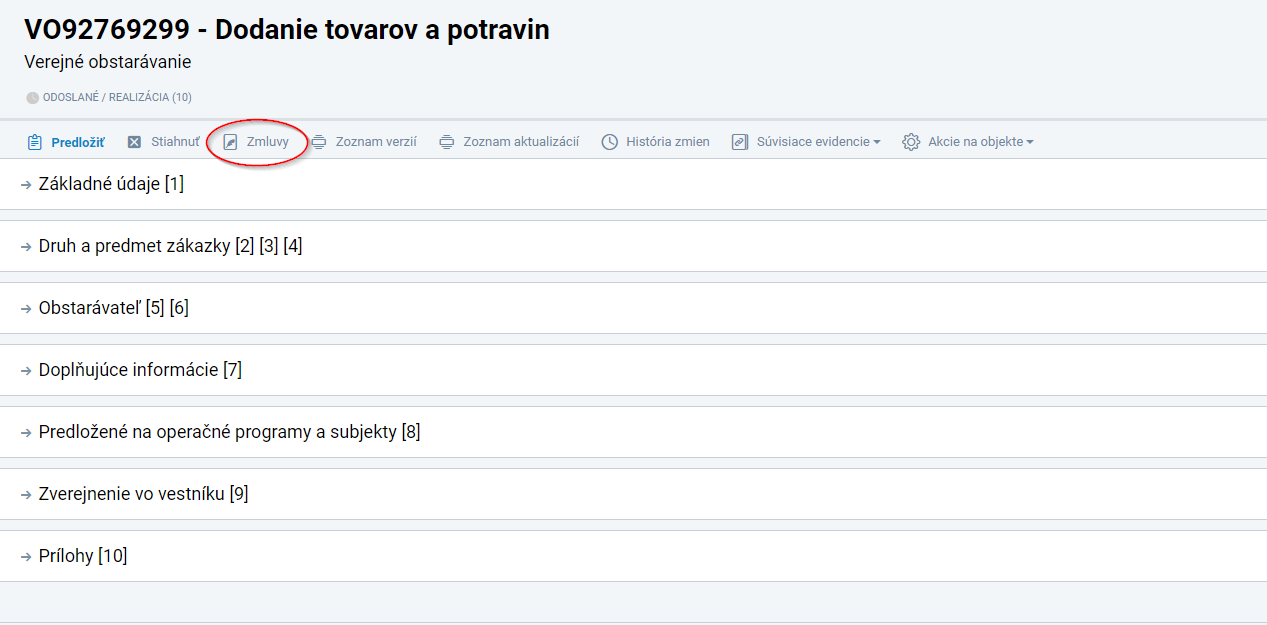 VO92769299 - Dodanie tovarov a potravin
Verejné obstarávanie
ODOSLANÉ / REALIZÁCIA (10)
Predložiť Stiahnuť Zmluvy Zoznam verzií Zoznam aktualizácií História zmien Súvisiace evidencie Akcie na objekte
Základné údaje [1]
Druh a predmet zákazky [2] [3] [4]
Obstarávateľ [5] [6]
Doplňujúce informácie [7]
Predložené na operačné programy a subjekty [8]
Zverejnenie vo vestníku [9]
Prílohy [10]